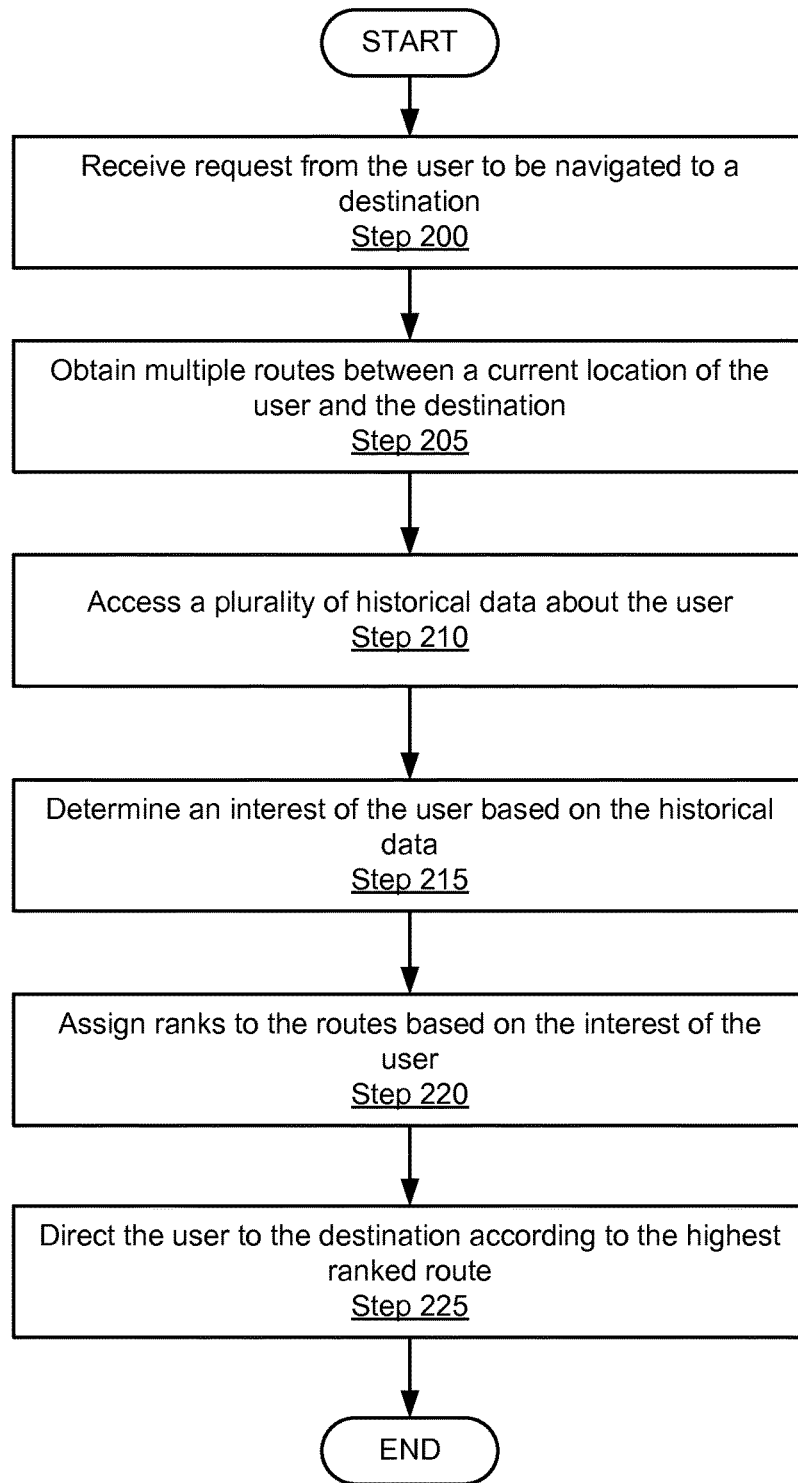 START
Receive request from the user to be navigated to a
destination
Step 200
Obtain multiple routes between a current location of the
user and the destination
Step 205
Access a plurality of historical data about the user
Step 210
Determine an interest of the user based on the historical
data
Step 215
Assign ranks to the routes based on the interest of the
user
Step 220
Direct the user to the destination according to the highest
ranked route
Step 225
END